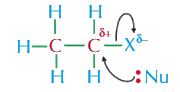 H H
H–C–C^δ+–X^δ−
H H :Nu